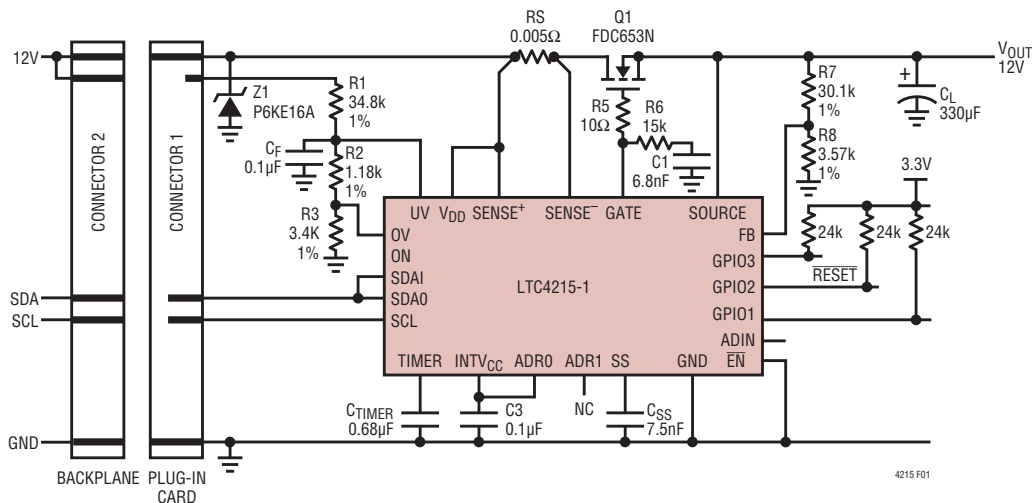 RS
0.005Ω
Q1
FDC653N
12V
VOUT
12V
Z1
P6KE16A
R1
34.8k
1%
R5
10Ω
R6
15k
R7
30.1k
1%
CL
330µF
+
CF
0.1µF
R2
1.18k
1%
C1
6.8nF
R8
3.57k
1%
3.3V
R3
3.4K
1%
UV
VDD
SENSE+
SENSE–
GATE
SOURCE
OV
ON
SDAI
SDA0
SCL
LTC4215-1
FB
GPIO3
GPIO2
GPIO1
ADIN
EN
24k
24k
24k
RESET
CONNECTOR 2
CONNECTOR 1
SDA
SCL
TIMER
INTVCC
ADR0
ADR1
SS
GND
CTIMER
0.68µF
C3
0.1µF
NC
CSS
7.5nF
GND
BACKPLANE
PLUG-IN
CARD
4215 F01